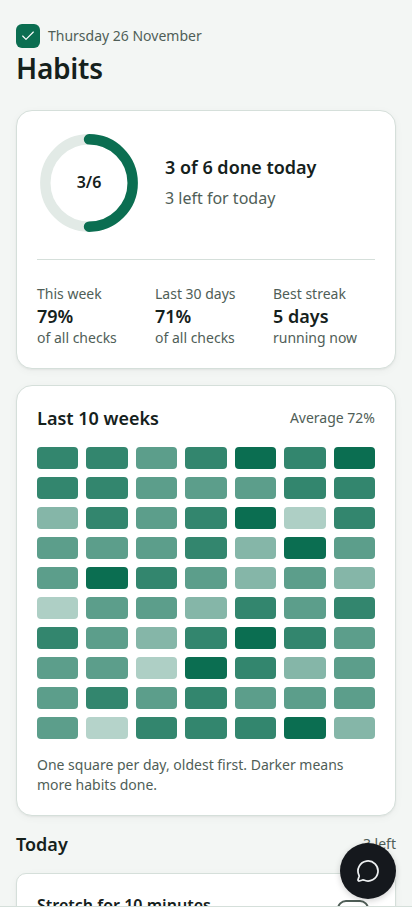 Thursday 26 November
Habits
3/6
3 of 6 done today
3 left for today
This week
79%
of all checks
Last 30 days
71%
of all checks
Best streak
5 days
running now
Last 10 weeks
Average 72%
One square per day, oldest first. Darker means
more habits done.
Today
3 left
Stretch for 10 minutes